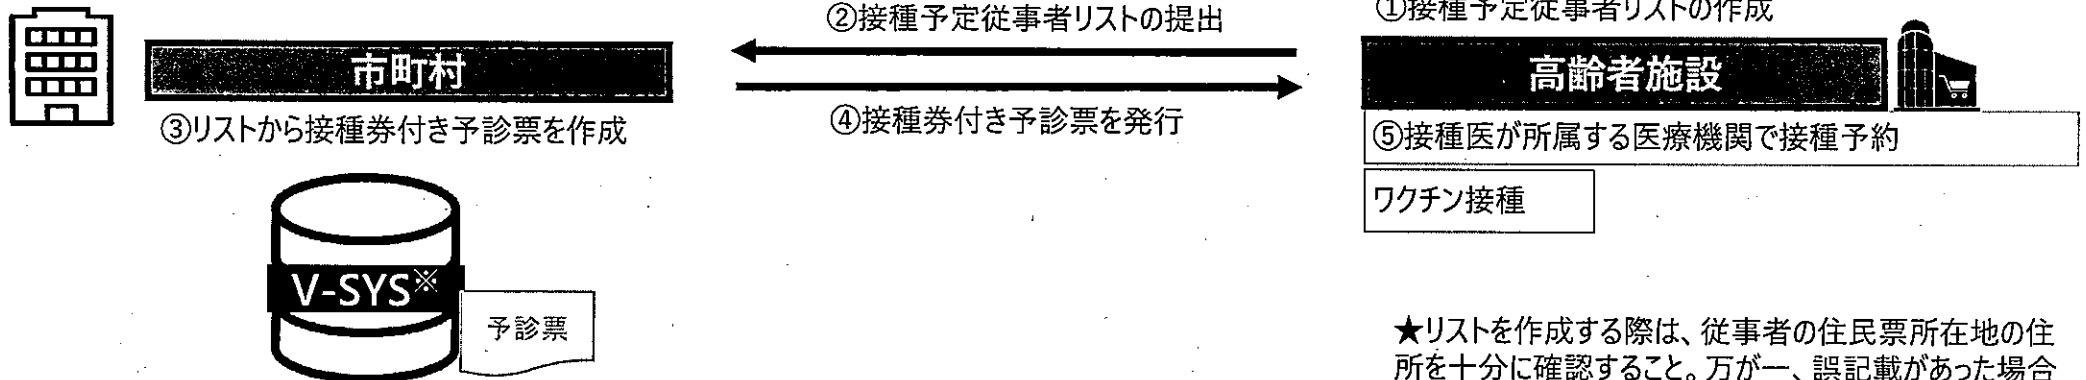 ②接種予定従事者リストの提出
①接種予定従事者リストの作成
市町村
高齢者施設
③リストから接種券付き予診票を作成
④接種券付き予診票を発行
⑤接種医が所属する医療機関で接種予約
ワクチン接種
V-SYS※
予診票
★リストを作成する際は、従事者の住民票所在地の住
所を十分に確認すること。万が一、誤記載があった場合